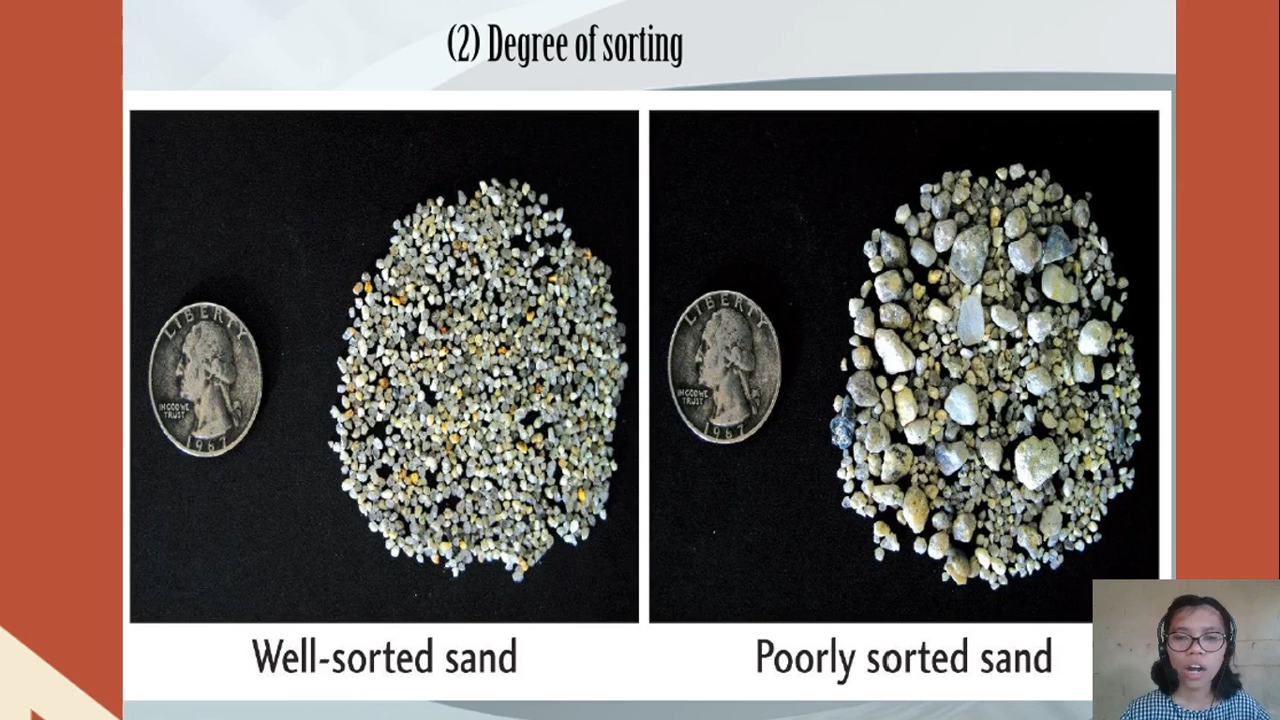 (2) Degree of sorting
LIBERTY
IN GOD WE
TRUST
1967
LIBERTY
IN GOD WE
TRUST
1967
Well-sorted sand
Poorly sorted sand